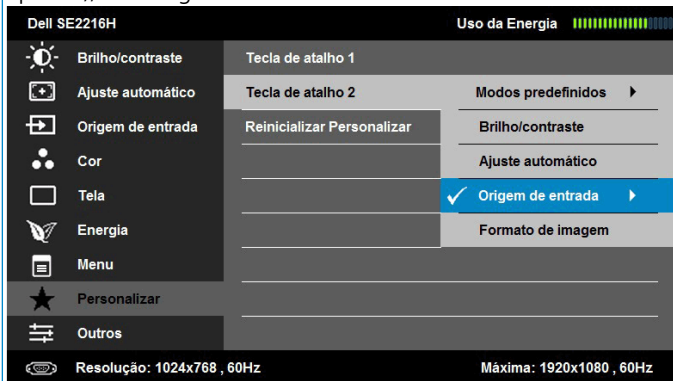 Dell SE2216H Uso da Energia
Brilho/contraste Tecla de atalho 1
Ajuste automático Tecla de atalho 2 Modos predefinidos
Origem de entrada Reinicializar Personalizar Brilho/contraste
Cor Ajuste automático
Tela Origem de entrada
Energia Formato de imagem
Menu
Personalizar
Outros
Resolução: 1024x768 , 60Hz Máxima: 1920x1080 , 60Hz